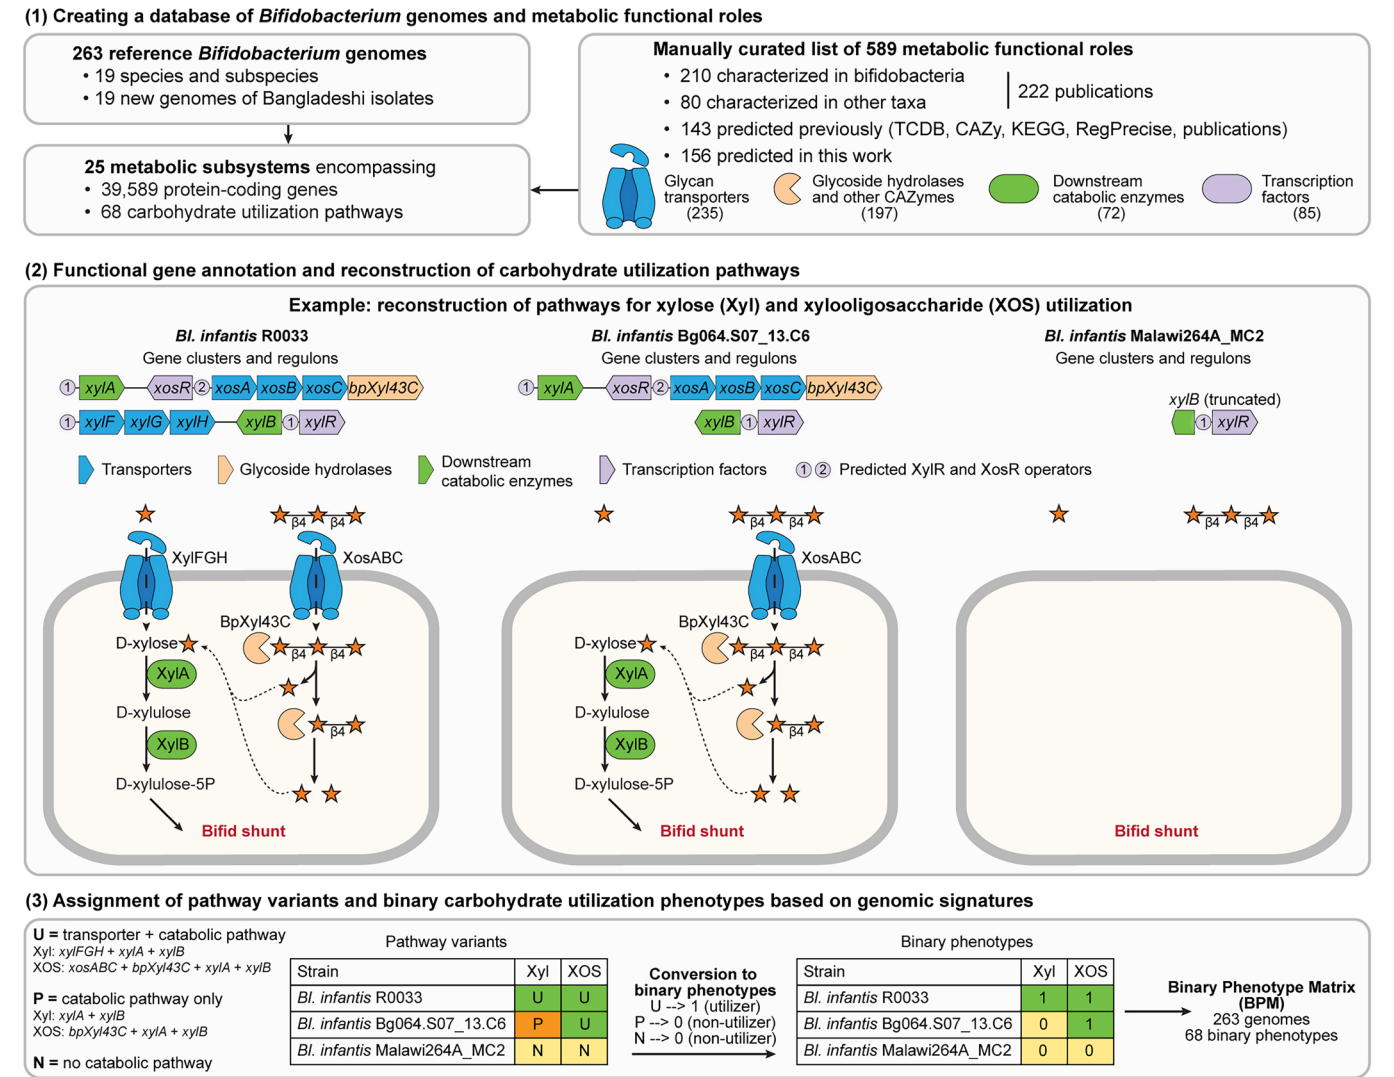 (1) Creating a database of Bifidobacterium genomes and metabolic functional roles
263 reference Bifidobacterium genomes
• 19 species and subspecies
• 19 new genomes of Bangladeshi isolates
25 metabolic subsystems encompassing
• 39,589 protein-coding genes
• 68 carbohydrate utilization pathways
Manually curated list of 589 metabolic functional roles
• 210 characterized in bifidobacteria
• 80 characterized in other taxa
222 publications
• 143 predicted previously (TCDB, CAZy, KEGG, RegPrecise, publications)
• 156 predicted in this work
Glycan
transporters
(235)
Glycoside hydrolases
and other CAZymes
(197)
Downstream
catabolic enzymes
(72)
Transcription
factors
(85)
(2) Functional gene annotation and reconstruction of carbohydrate utilization pathways
Example: reconstruction of pathways for xylose (Xyl) and xylooligosaccharide (XOS) utilization
Bl. infantis R0033
Gene clusters and regulons
1 xylA xosR 2 xosA xosB xosC bpXyl43C
1 xylF xylG xylH xylB 1 xylR
Bl. infantis Bg064.S07_13.C6
Gene clusters and regulons
1 xylA xosR 2 xosA xosB xosC bpXyl43C
xylB 1 xylR
Bl. infantis Malawi264A_MC2
Gene clusters and regulons
xylB (truncated)
1 xylR
Transporters
Glycoside hydrolases
Downstream
catabolic enzymes
Transcription factors
1 2 Predicted XylR and XosR operators
β4 β4
XylFGH
XosABC
BpXyl43C
D-xylose
β4 β4
XylA
D-xylulose
β4
XylB
D-xylulose-5P
Bifid shunt
β4 β4
XosABC
BpXyl43C
D-xylose
β4 β4
XylA
D-xylulose
β4
XylB
D-xylulose-5P
Bifid shunt
β4 β4
Bifid shunt
(3) Assignment of pathway variants and binary carbohydrate utilization phenotypes based on genomic signatures
U = transporter + catabolic pathway
Xyl: xylFGH + xylA + xylB
XOS: xosABC + bpXyl43C + xylA + xylB
P = catabolic pathway only
Xyl: xylA + xylB
XOS: bpXyl43C + xylA + xylB
N = no catabolic pathway
Pathway variants
Strain Xyl XOS
Bl. infantis R0033 U U
Bl. infantis Bg064.S07_13.C6 P U
Bl. infantis Malawi264A_MC2 N N
Conversion to
binary phenotypes
U --> 1 (utilizer)
P --> 0 (non-utilizer)
N --> 0 (non-utilizer)
Binary phenotypes
Strain Xyl XOS
Bl. infantis R0033 1 1
Bl. infantis Bg064.S07_13.C6 0 1
Bl. infantis Malawi264A_MC2 0 0
Binary Phenotype Matrix
(BPM)
263 genomes
68 binary phenotypes